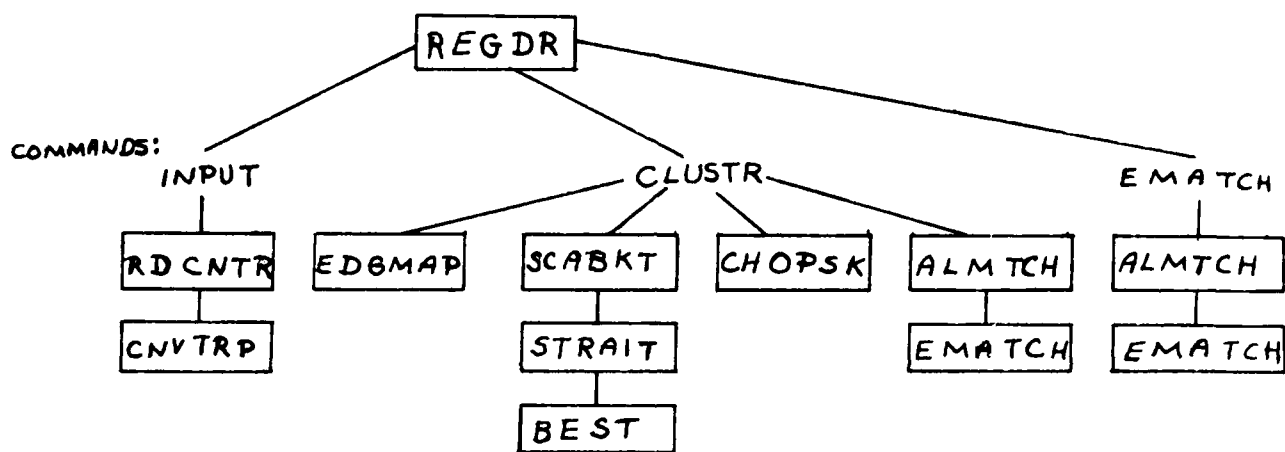 REGDR
COMMANDS:
INPUT CLUSTR EMATCH
RDCNTR EDGMAP SCABKT CHOPSK ALMTCH ALMTCH
CNVTRP STRAIT EMATCH EMATCH
BEST